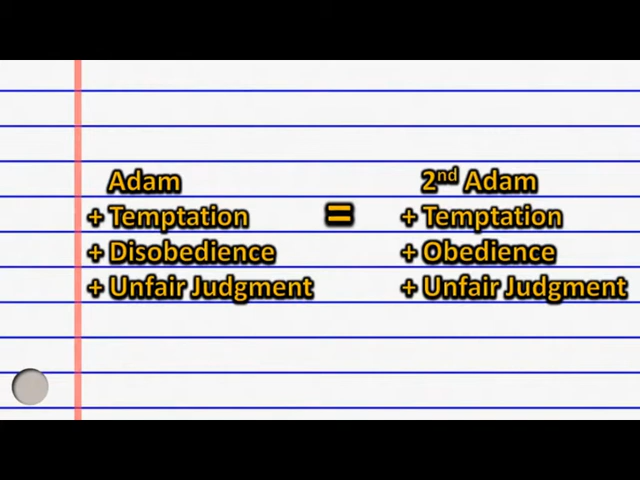 Adam
+ Temptation
+ Disobedience
+ Unfair Judgment
=
2nd Adam
+ Temptation
+ Obedience
+ Unfair Judgment